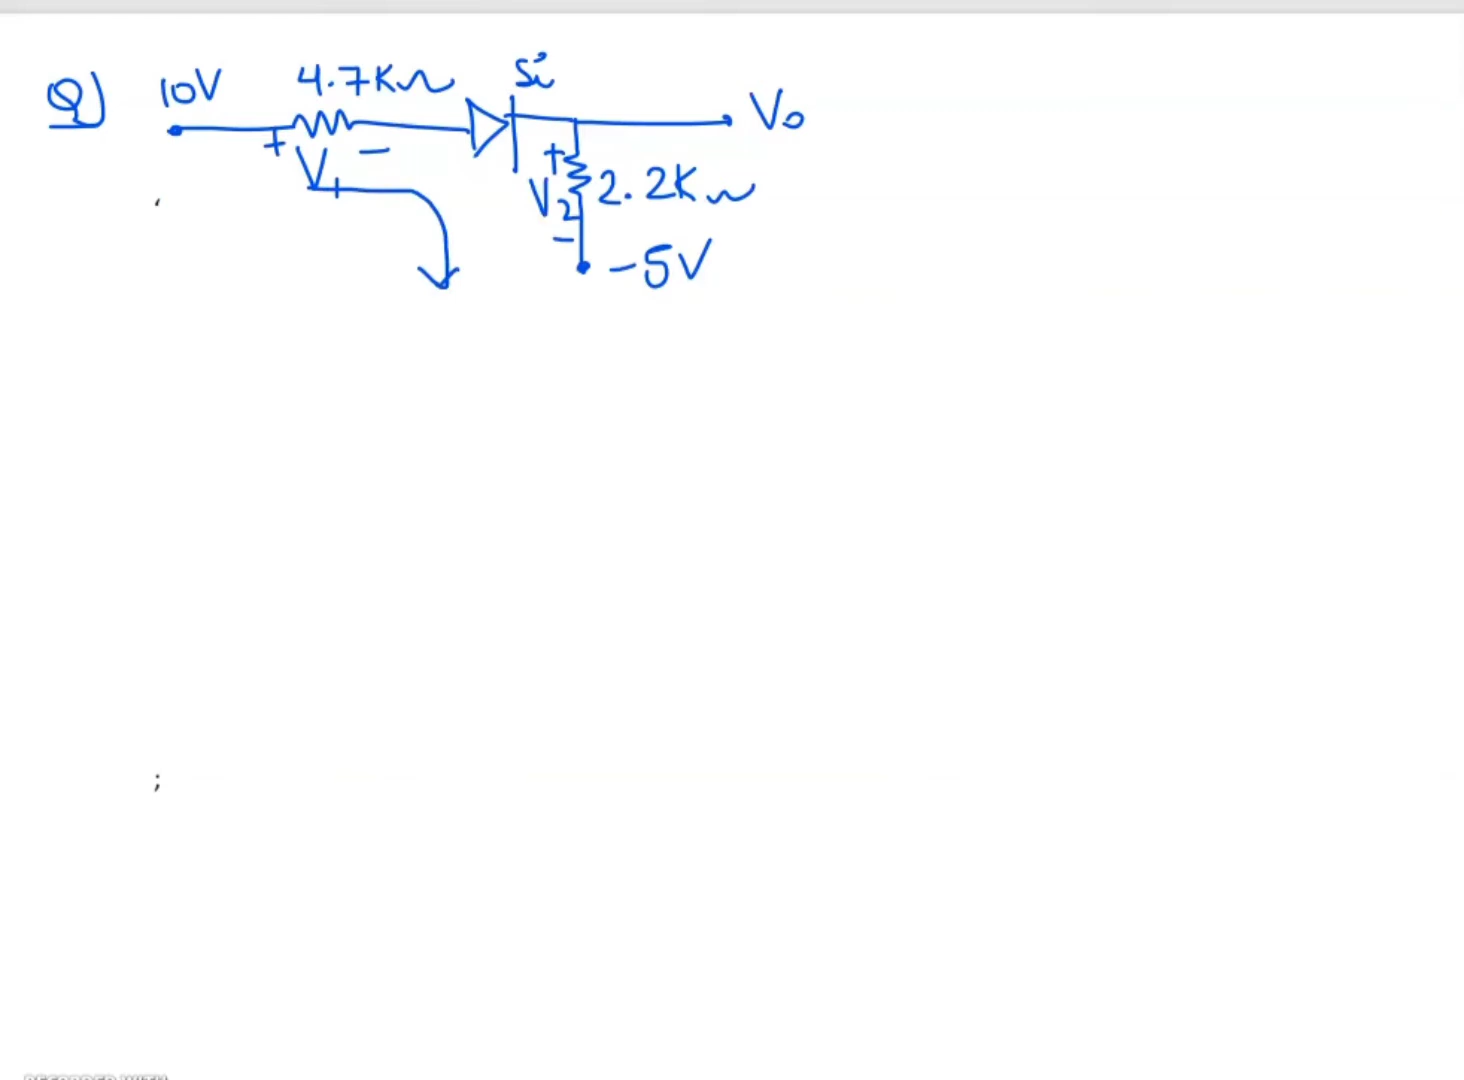 Q) 10V 4.7KΩ Si
Vo
+ V1 -
+ V2 - 2.2KΩ
-5V
;